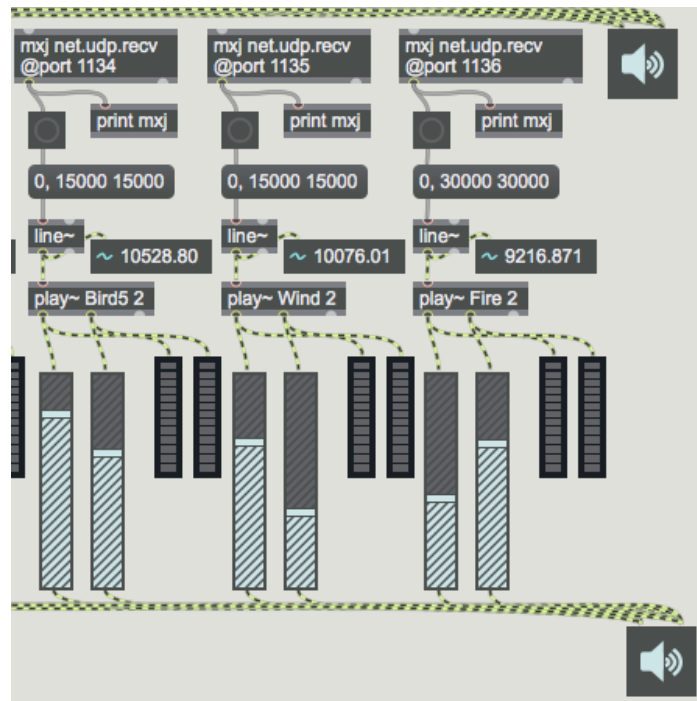 mxj net.udp.recv
@port 1134
mxj net.udp.recv
@port 1135
mxj net.udp.recv
@port 1136
print mxj
print mxj
print mxj
0, 15000 15000
0, 15000 15000
0, 30000 30000
line~
~ 10528.80
line~
~ 10076.01
line~
~ 9216.871
play~ Bird5 2
play~ Wind 2
play~ Fire 2